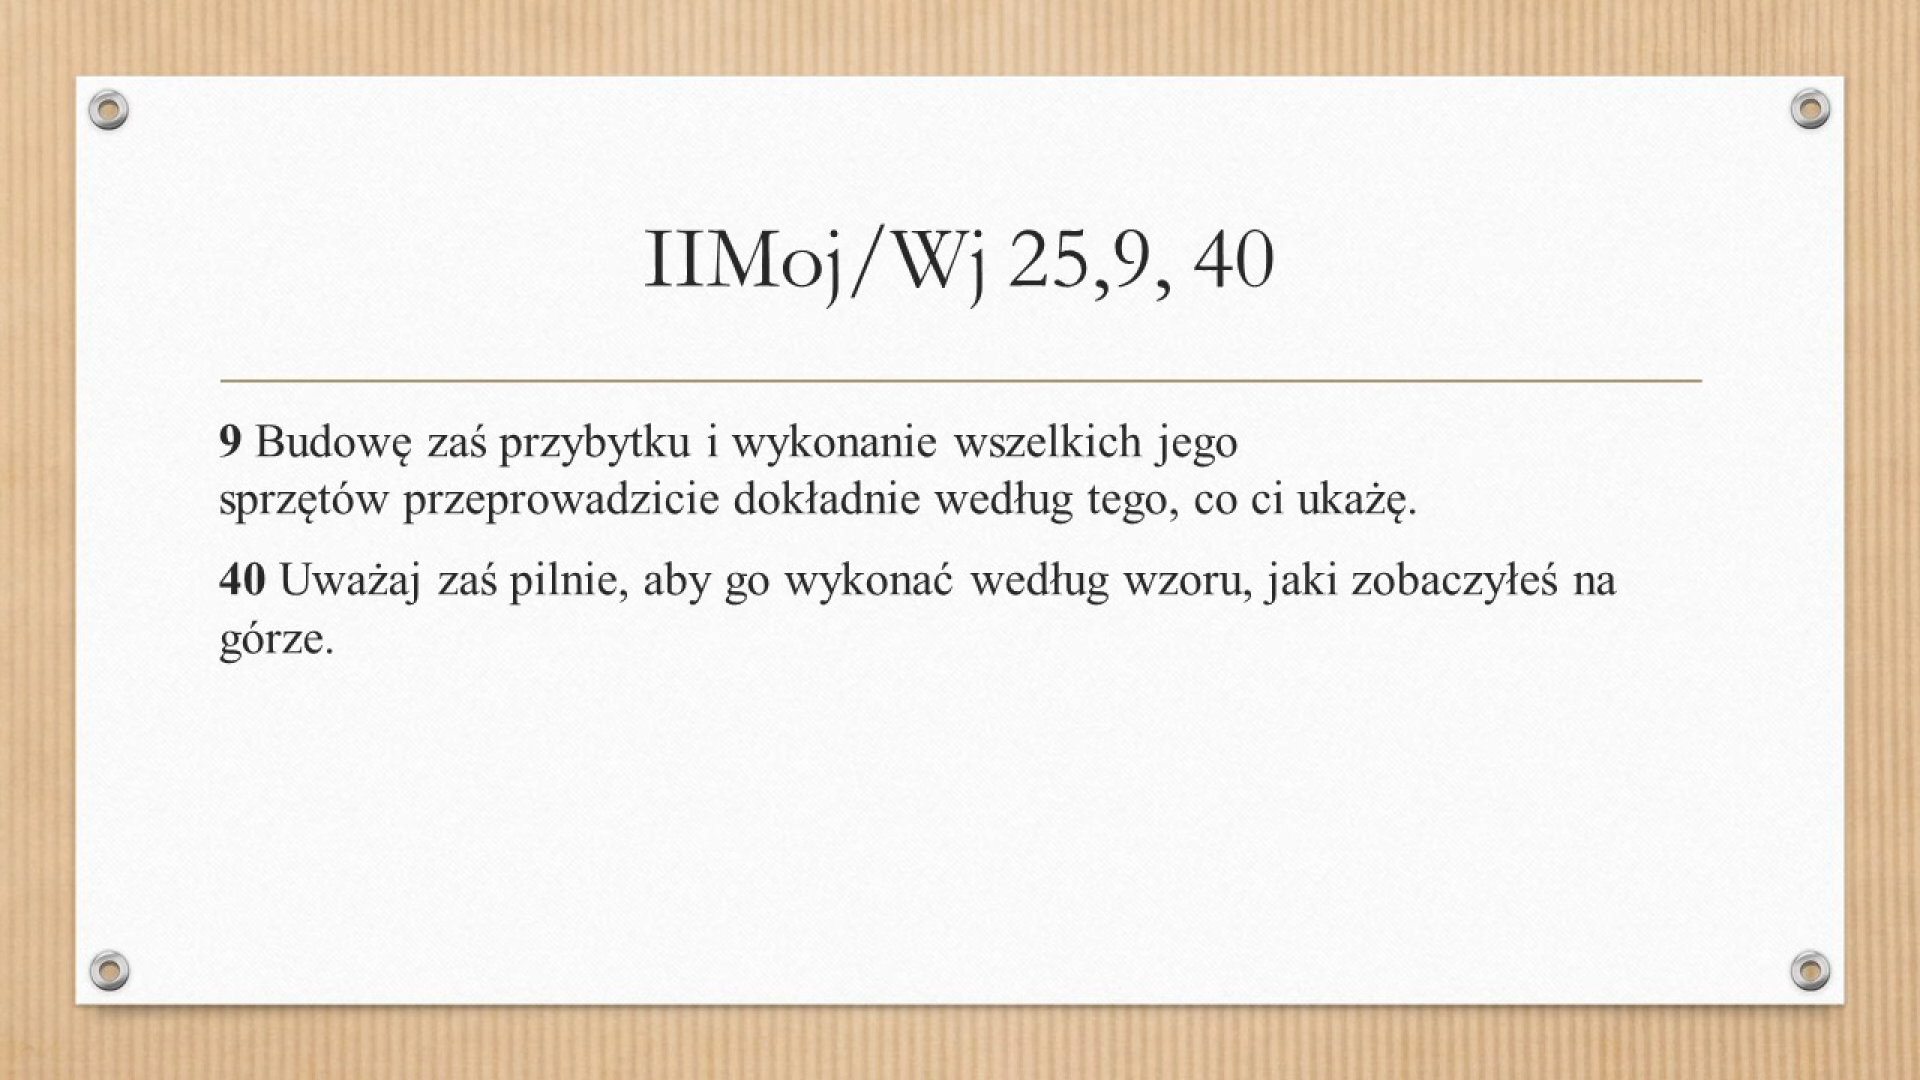 IIMoj/Wj 25,9, 40
9 Budowę zaś przybytku i wykonanie wszelkich jego
sprzętów przeprowadzicie dokładnie według tego, co ci ukażę.
40 Uważaj zaś pilnie, aby go wykonać według wzoru, jaki zobaczyłeś na
górze.